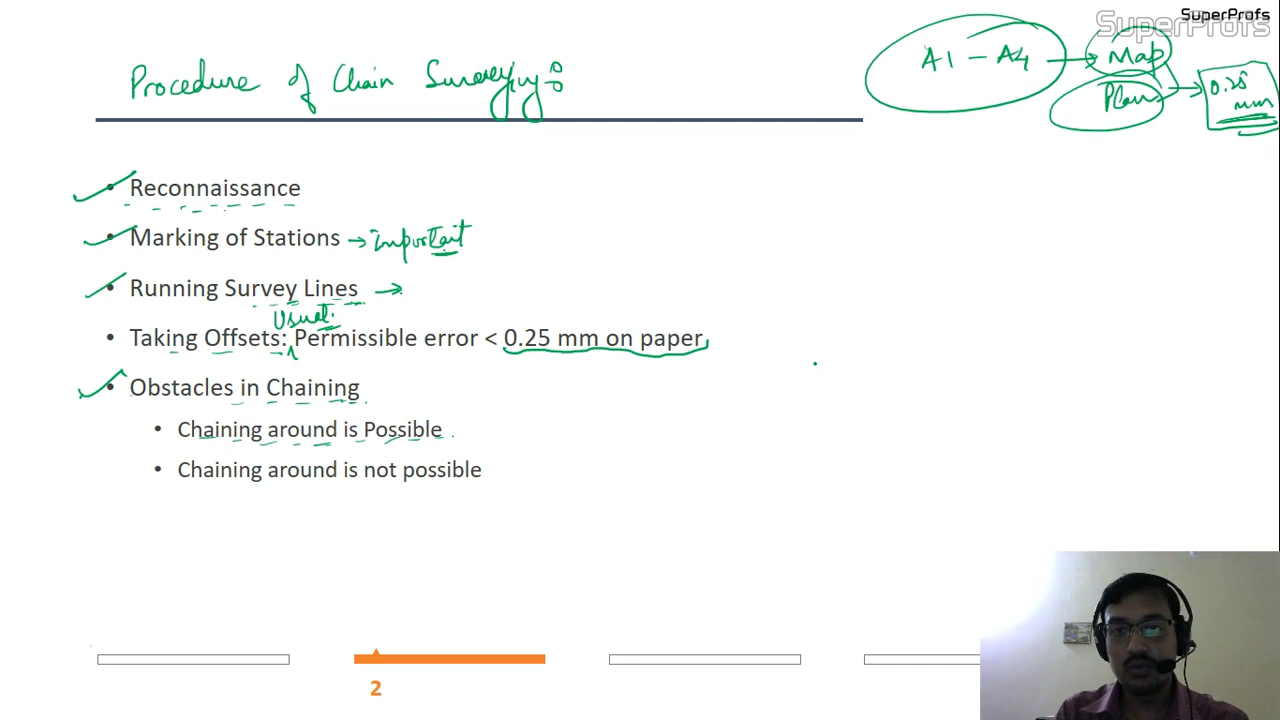 SuperProfs
SuperProfs
Procedure of Chain Surveying:
A1 - A4 → Map
Plan → 0.25 mm
• Reconnaissance
• Marking of Stations → Important
• Running Survey Lines →
Usual:
• Taking Offsets: Permissible error < 0.25 mm on paper
• Obstacles in Chaining
• Chaining around is Possible
• Chaining around is not possible
2